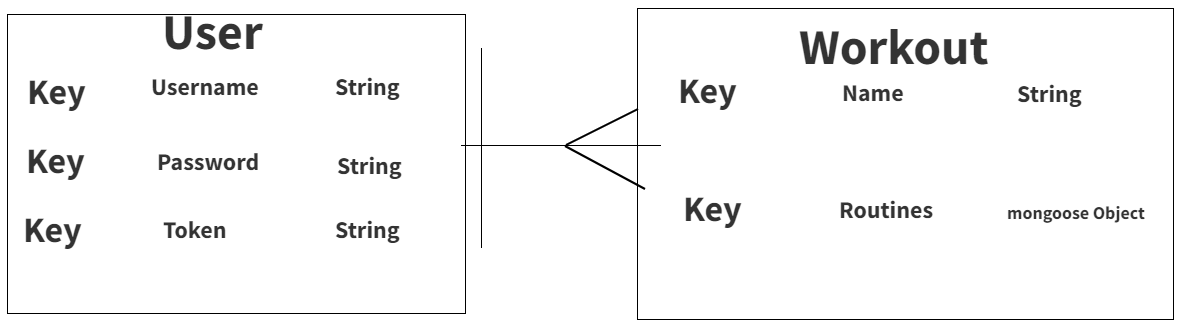 User
Key Username String
Key Password String
Key Token String
Workout
Key Name String
Key Routines mongoose Object